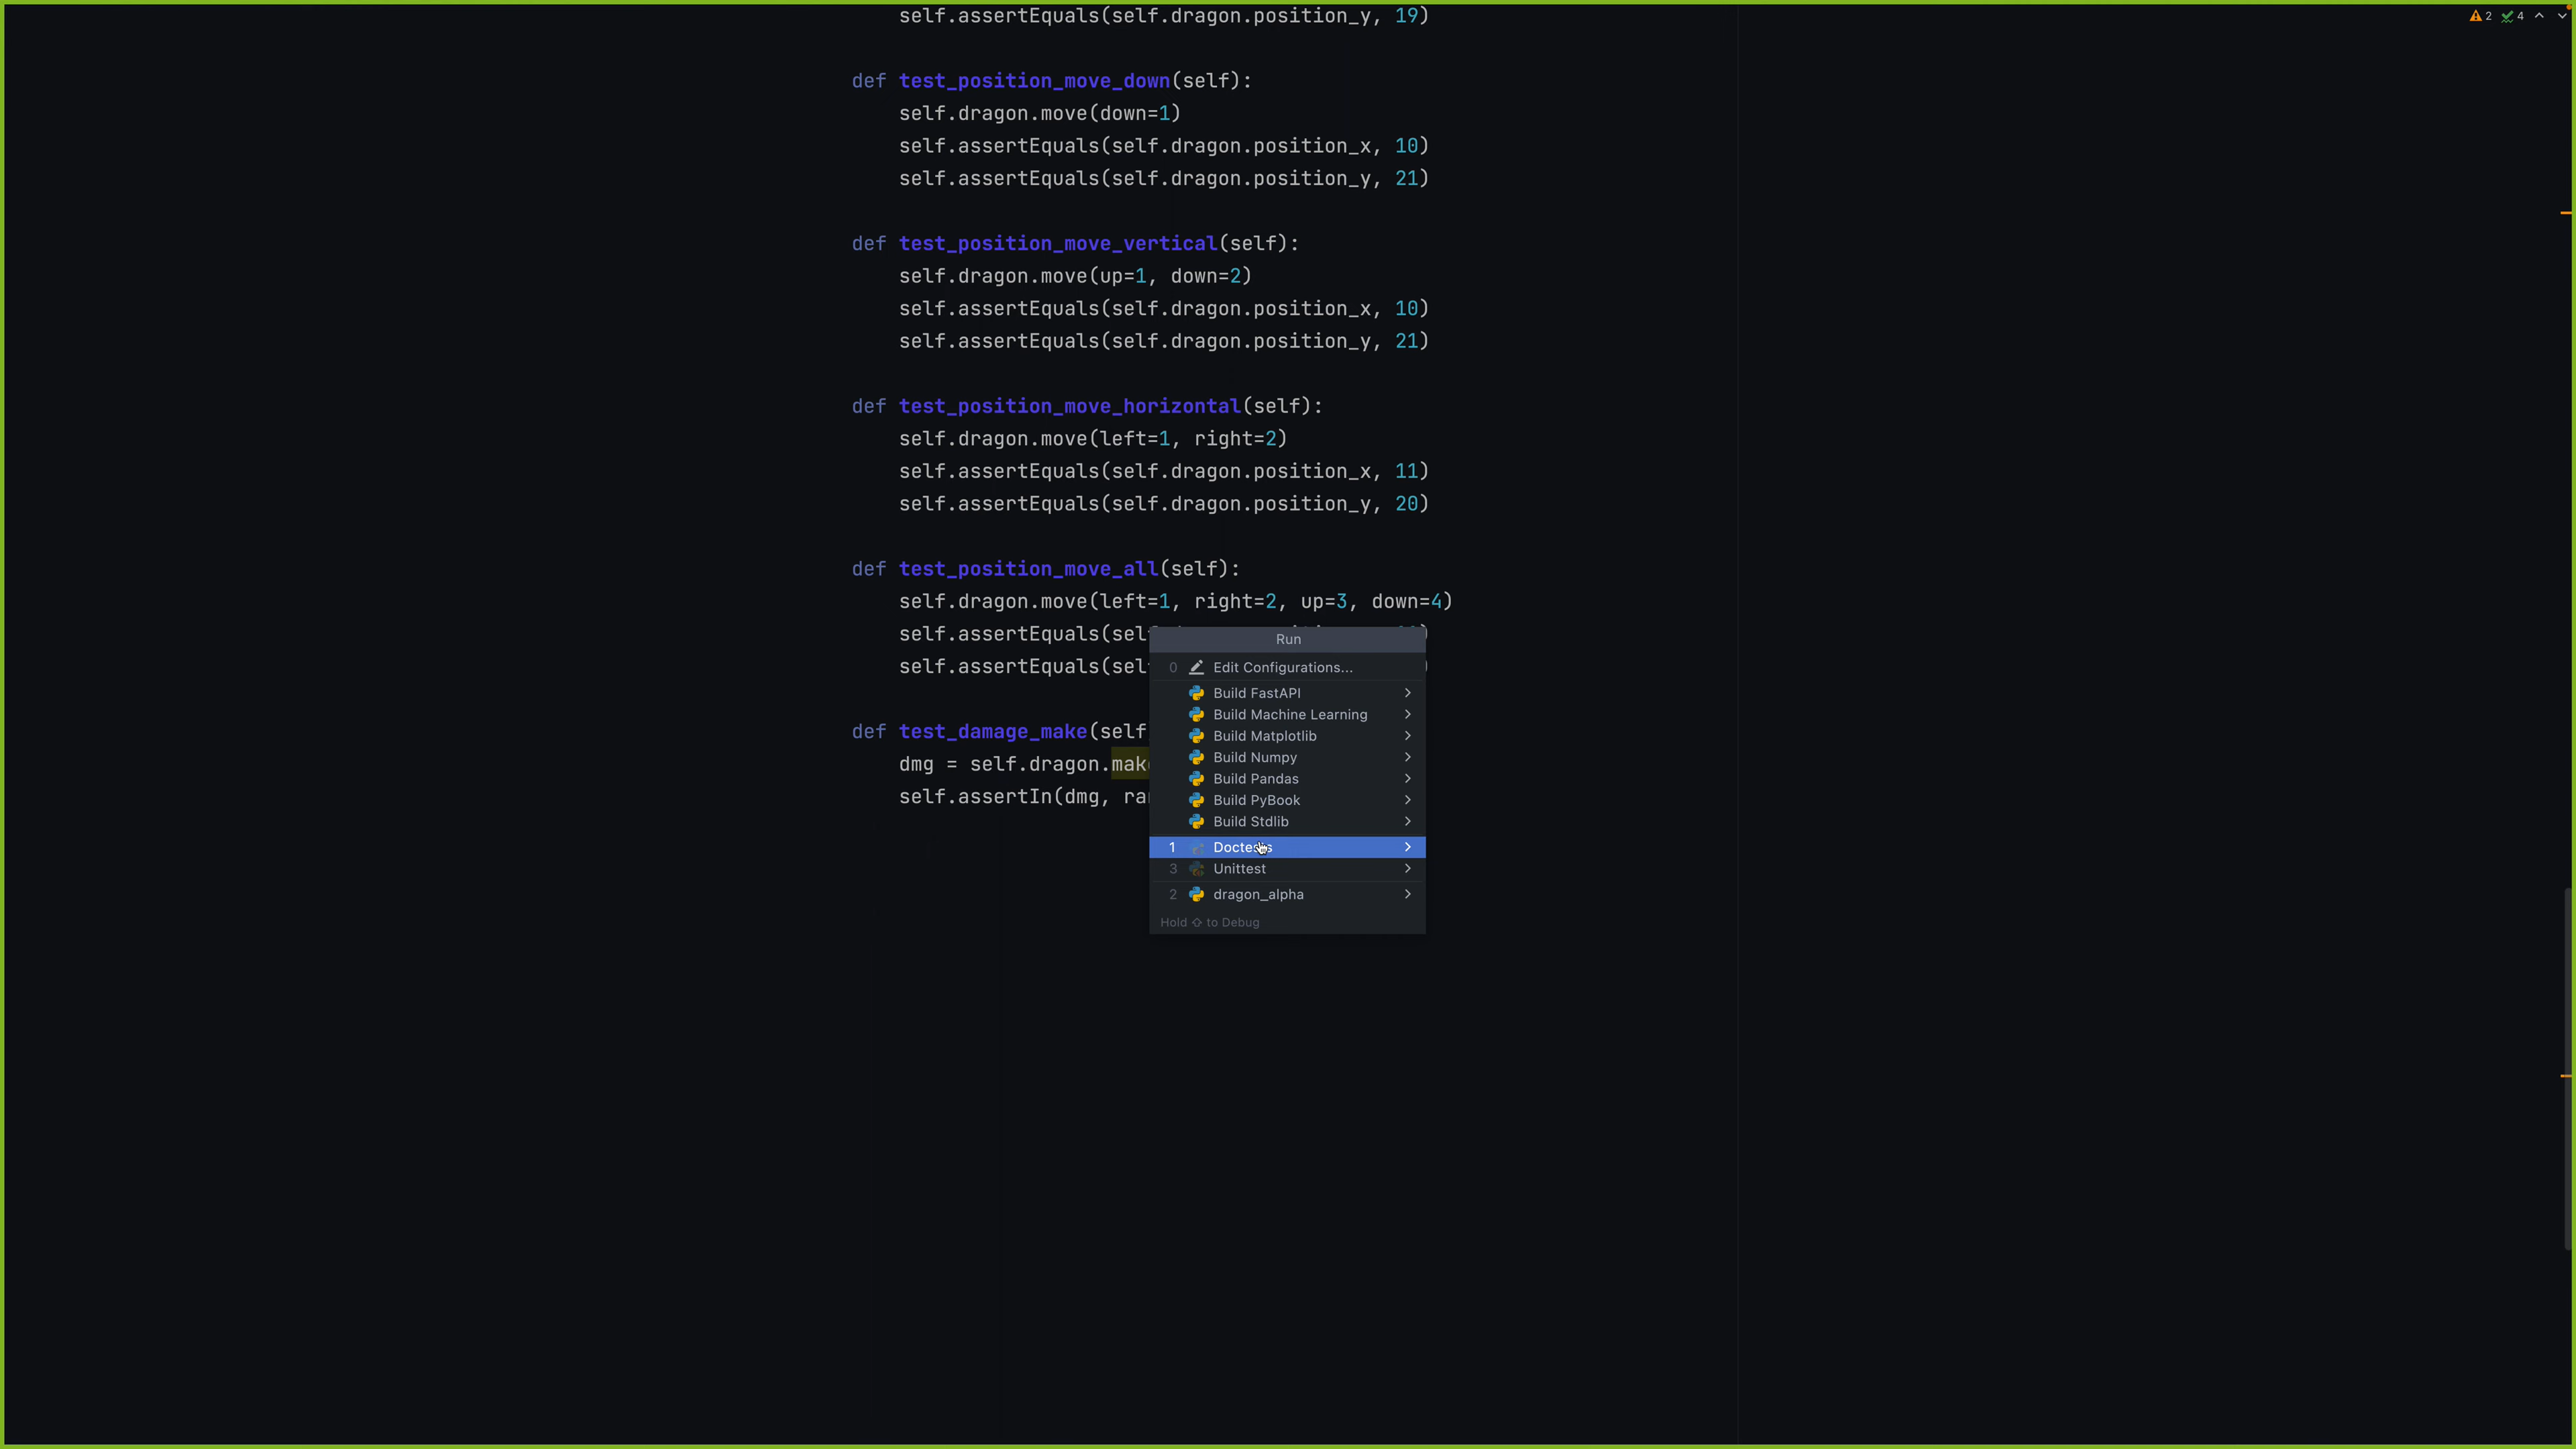 self.assertEquals(self.dragon.position_y, 19)
2 4
def test_position_move_down(self):
self.dragon.move(down=1)
self.assertEquals(self.dragon.position_x, 10)
self.assertEquals(self.dragon.position_y, 21)
def test_position_move_vertical(self):
self.dragon.move(up=1, down=2)
self.assertEquals(self.dragon.position_x, 10)
self.assertEquals(self.dragon.position_y, 21)
def test_position_move_horizontal(self):
self.dragon.move(left=1, right=2)
self.assertEquals(self.dragon.position_x, 11)
self.assertEquals(self.dragon.position_y, 20)
def test_position_move_all(self):
self.dragon.move(left=1, right=2, up=3, down=4)
self.assertEquals(sel
self.assertEquals(sel
def test_damage_make(self
dmg = self.dragon.mak
self.assertIn(dmg, ra
Run
0 Edit Configurations...
Build FastAPI
Build Machine Learning
Build Matplotlib
Build Numpy
Build Pandas
Build PyBook
Build Stdlib
1 Doctests
3 Unittest
2 dragon_alpha
Hold ⇧ to Debug